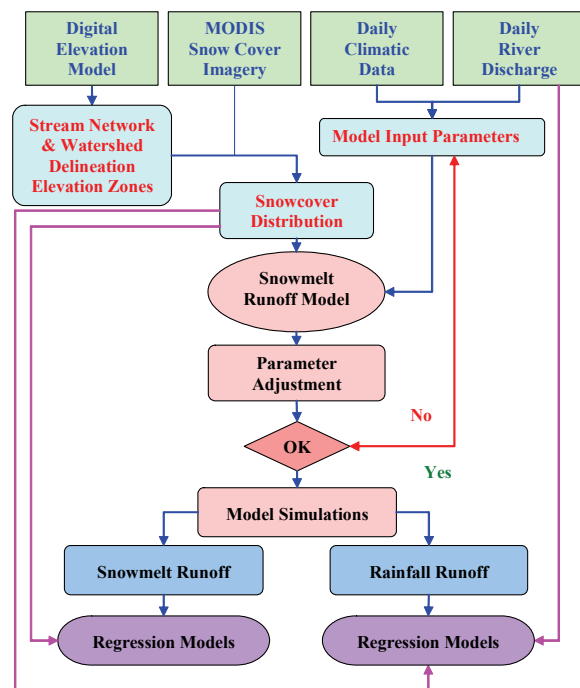 Digital
Elevation
Model
MODIS
Snow Cover
Imagery
Daily
Climatic
Data
Daily
River
Discharge
Stream Network
& Watershed
Delineation
Elevation Zones
Model Input Parameters
Snowcover
Distribution
Snowmelt
Runoff Model
Parameter
Adjustment
No
OK
Yes
Model Simulations
Snowmelt Runoff
Rainfall Runoff
Regression Models
Regression Models